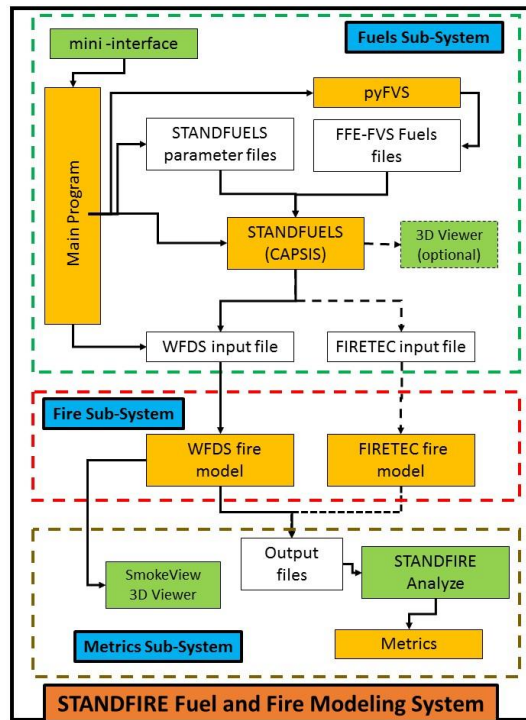 Fuels Sub-System
mini -interface
pyFVS
Main Program
STANDFUELS
parameter files
FFE-FVS Fuels
files
STANDFUELS
(CAPSIS)
3D Viewer
(optional)
WFDS input file
FIRETEC input file
Fire Sub-System
WFDS fire
model
FIRETEC fire
model
Output
files
SmokeView
3D Viewer
STANDFIRE
Analyze
Metrics Sub-System
Metrics
STANDFIRE Fuel and Fire Modeling System